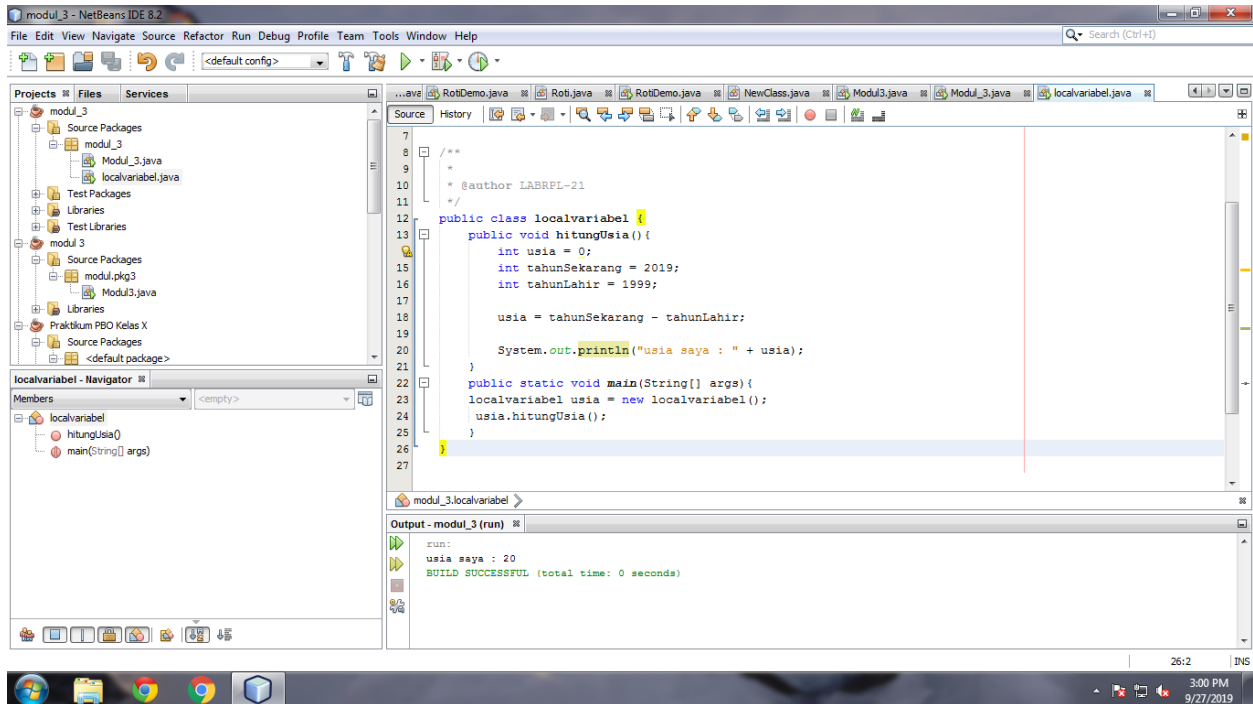 modul_3 - NetBeans IDE 8.2
File Edit View Navigate Source Refactor Run Debug Profile Team Tools Window Help
Search (Ctrl+I)
<default config>
Projects Files Services
...ava RotiDemo.java Roti.java RotiDemo.java NewClass.java Modul3.java Modul_3.java localvariabel.java
Source History
modul_3
Source Packages
modul_3
Modul_3.java
localvariabel.java
Test Packages
Libraries
Test Libraries
modul 3
Source Packages
modul.pkg3
Modul3.java
Libraries
Praktikum PBO Kelas X
Source Packages
<default package>
localvariabel - Navigator
Members <empty>
localvariabel
hitungUsia()
main(String[] args)
7
8 /**
9 *
10 * @author LABRPL-21
11 */
12 public class localvariabel {
13 public void hitungUsia(){
int usia = 0;
15 int tahunSekarang = 2019;
16 int tahunLahir = 1999;
17
18 usia = tahunSekarang - tahunLahir;
19
20 System.out.println("usia saya : " + usia);
21 }
22 public static void main(String[] args){
23 localvariabel usia = new localvariabel();
24 usia.hitungUsia();
25 }
26 }
27
modul_3.localvariabel
Output - modul_3 (run)
run:
usia saya : 20
BUILD SUCCESSFUL (total time: 0 seconds)
26:2 INS
3:00 PM
9/27/2019